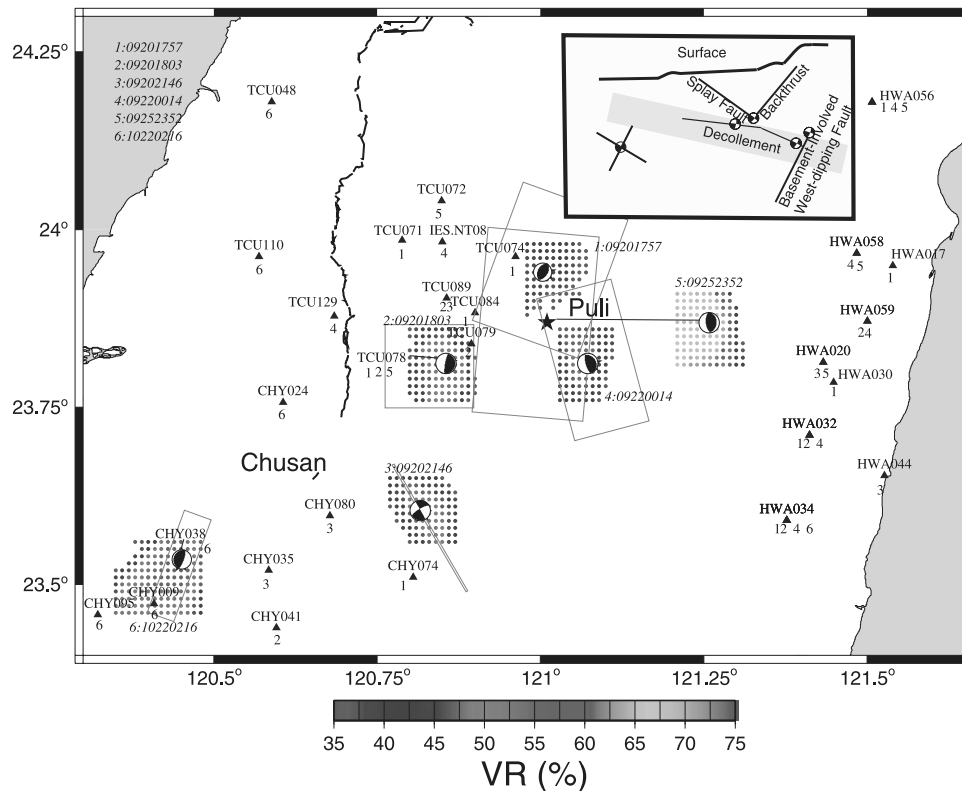 24.25°
24°
23.75°
23.5°
1:09201757
2:09201803
3:09202146
4:09220014
5:09252352
6:10220216
TCU048
6
Surface
Splay Fault
Backthrust
Decollement
Basement-Involved
West-dipping Fault
HWA056
1 4 5
TCU072
5
TCU071
1
IES.NT08
4
TCU074
1
1:09201757
HWA058
4 5
HWA017
1
TCU110
6
TCU129
4
TCU089
23
TCU084
1
5:09252352
Puli
HWA059
24
2:09201803
TCU079
TCU078
1 2 5
HWA020
35
HWA030
1
CHY024
6
4:09220014
HWA032
12 4
Chusan
3:09202146
HWA044
3
CHY080
3
HWA034
12 4 6
CHY038
6
CHY035
3
CHY074
1
CHY009
6
CHY095
6
6:10220216
CHY041
2
120.5°
120.75°
121°
121.25°
121.5°
35 40 45 50 55 60 65 70 75
VR (%)